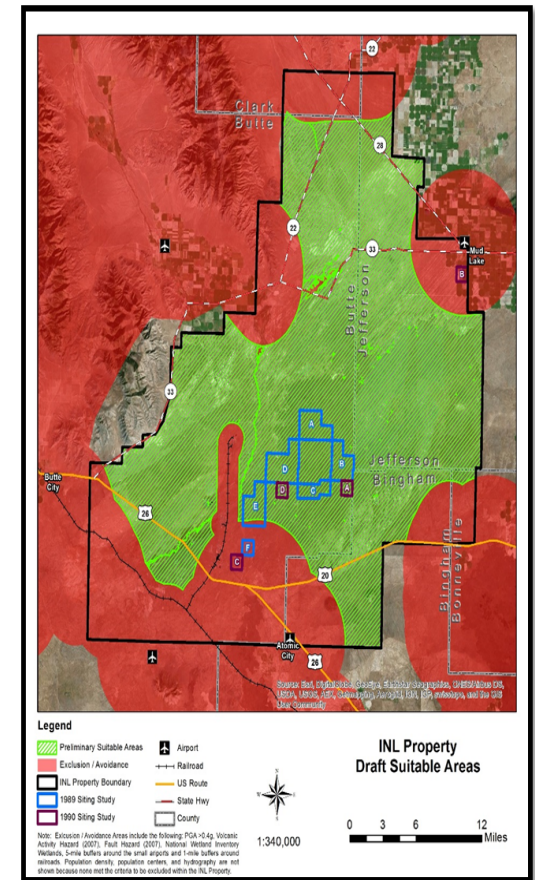 22
Clark
Butte
28
22
33
Mud
Lake
B
Butte
Jefferson
33
A
Jefferson
Bingham
D
B
Butte
City
D
C
A
26
E
F
C
20
Bingham
Bonneville
Atomic
City
26
User Community
Legend
Preliminary Suitable Areas
Airport
Exclusion / Avoidance
Railroad
INL Property Boundary
US Route
1989 Siting Study
State Hwy
1990 Siting Study
County
INL Property
Draft Suitable Areas
N
E
S
W
1:340,000
0 3 6 12
Miles
Note: Exclusion / Avoidance Areas include the following: PGA >0.4g, Volcanic
Activity Hazard (2007), Fault Hazard (2007), National Wetland Inventory
Wetlands, 5-mile buffers around the small airports and 1-mile buffers around
railroads. Population density, population centers, and hydrography are not
shown because none met the criteria to be excluded within the INL Property.